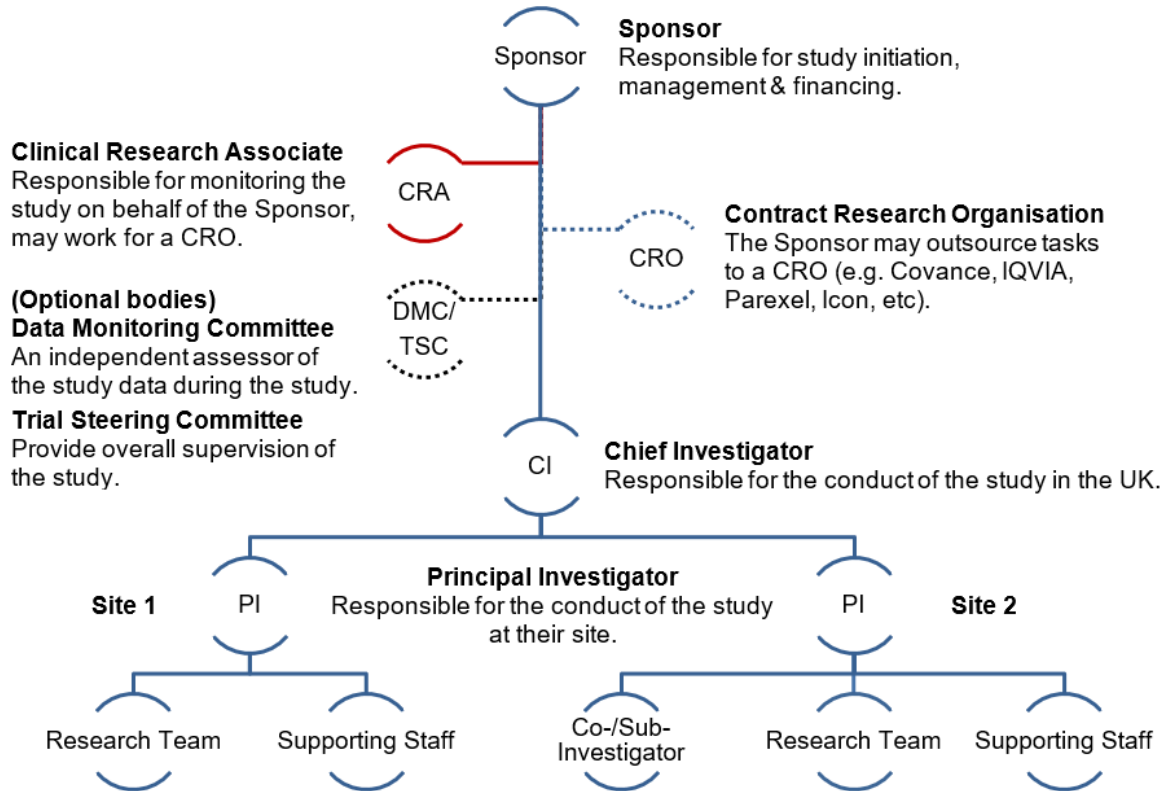 Sponsor
Sponsor
Responsible for study initiation,
management & financing.
Clinical Research Associate
Responsible for monitoring the
study on behalf of the Sponsor,
may work for a CRO.
CRA
CRO
Contract Research Organisation
The Sponsor may outsource tasks
to a CRO (e.g. Covance, IQVIA,
Parexel, Icon, etc).
(Optional bodies)
Data Monitoring Committee
An independent assessor of
the study data during the study.
Trial Steering Committee
Provide overall supervision of
the study.
DMC/
TSC
CI
Chief Investigator
Responsible for the conduct of the study in the UK.
Site 1
PI
Principal Investigator
Responsible for the conduct of the study
at their site.
PI
Site 2
Research Team
Supporting Staff
Co-/Sub-
Investigator
Research Team
Supporting Staff